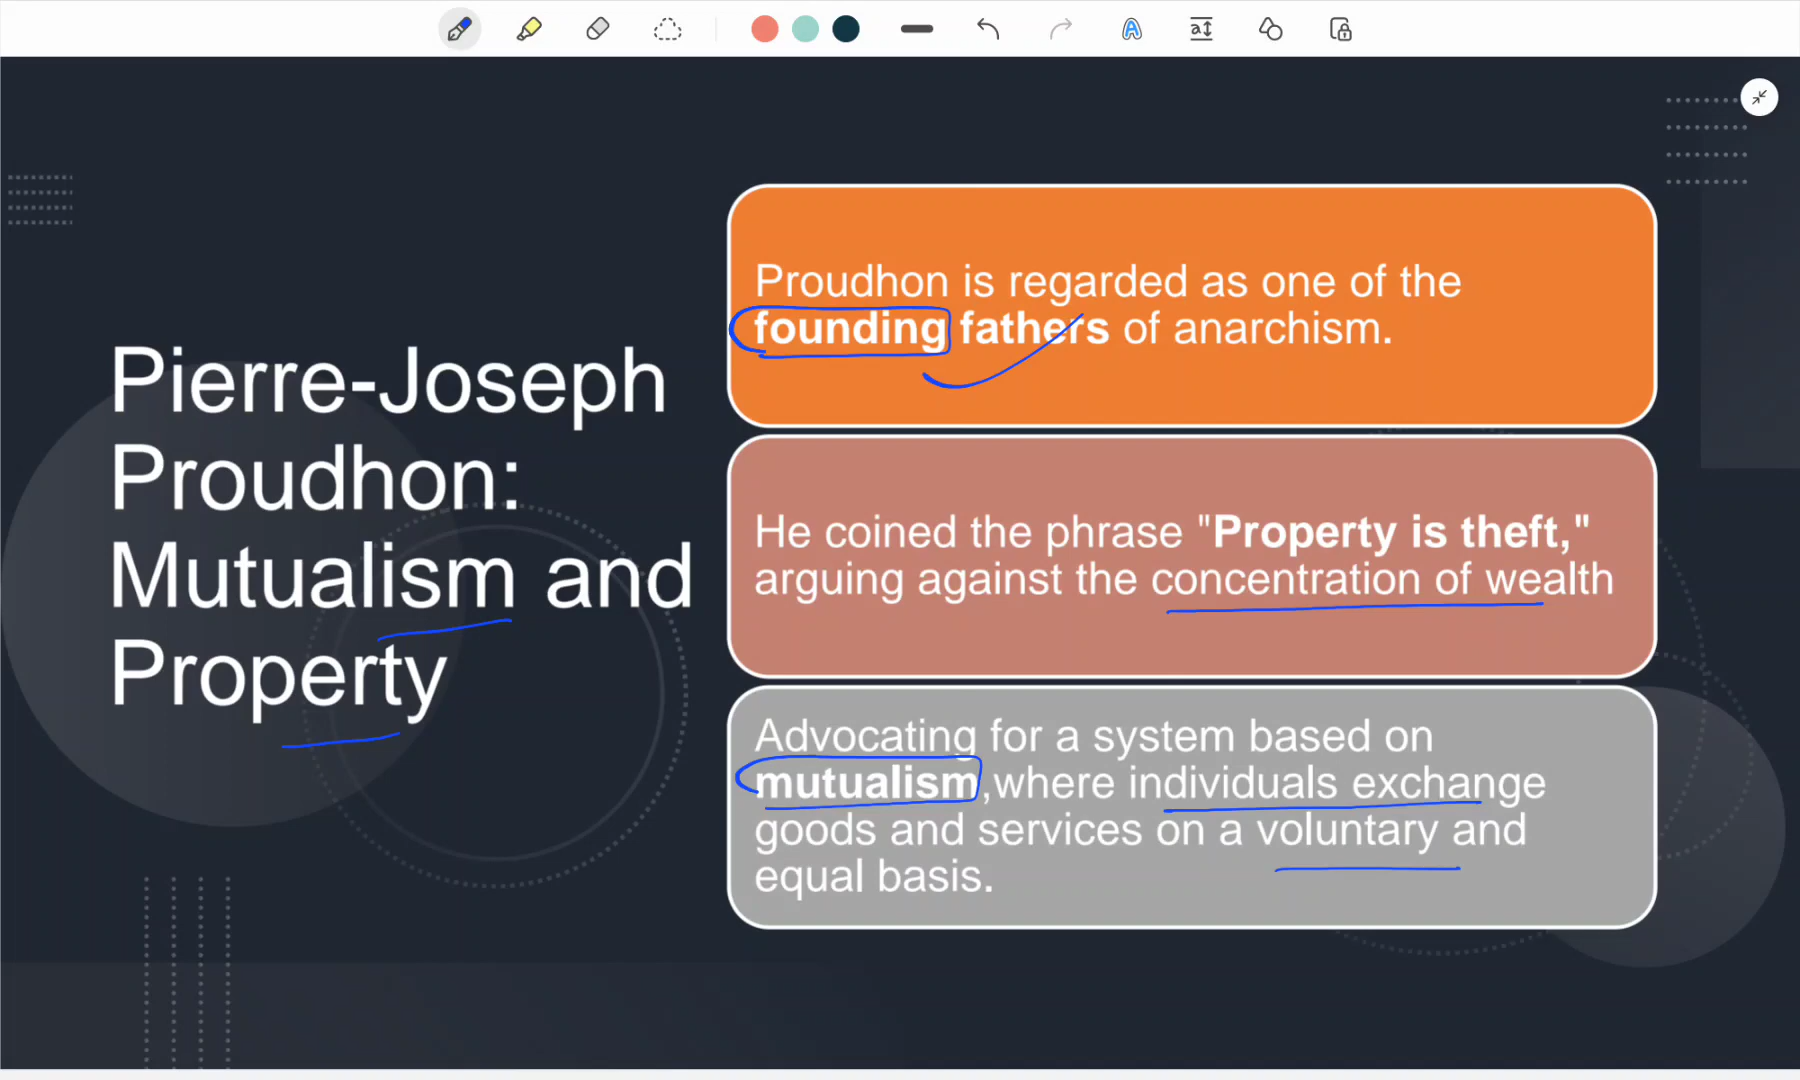 Pierre-Joseph
Proudhon:
Mutualism and
Property
Proudhon is regarded as one of the
founding fathers of anarchism.
He coined the phrase "Property is theft,"
arguing against the concentration of wealth
Advocating for a system based on
mutualism,where individuals exchange
goods and services on a voluntary and
equal basis.